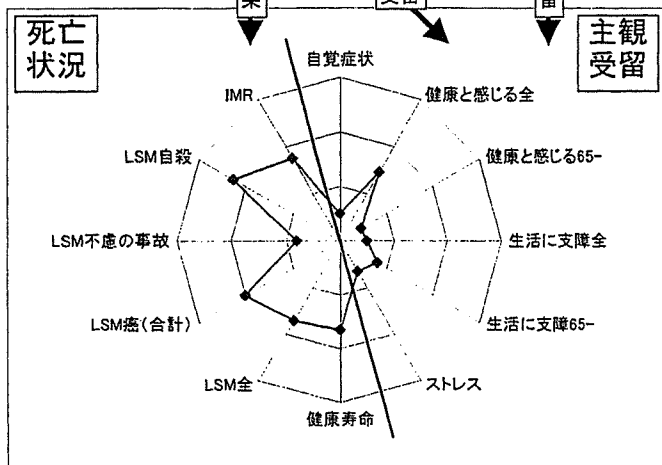 受留
留
死亡
状況
主観
受留
自覚症状
IMR
健康と感じる全
LSM自殺
健康と感じる65-
LSM不慮の事故
生活に支障全
LSM癌(合計)
生活に支障65-
LSM全
ストレス
健康寿命